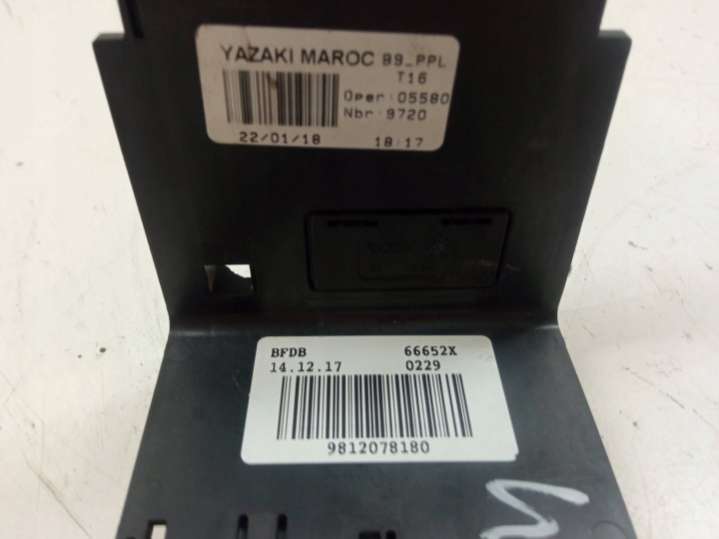 YAZAKI MAROC B9_PPL
T16
Oper:05580
Nbr:9720
22/01/18 18:17
BFDB 66652X
14.12.17 0229
9812078180